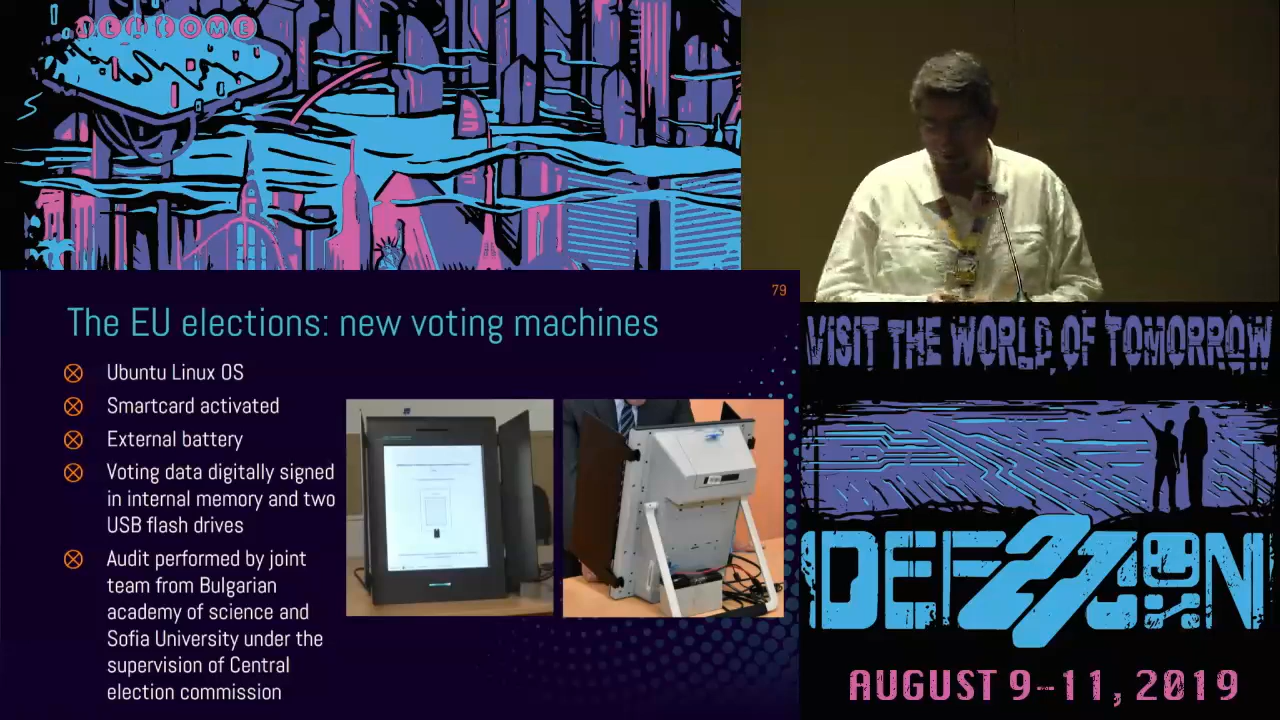 WELCOME
79
The EU elections: new voting machines
Ubuntu Linux OS
Smartcard activated
External battery
Voting data digitally signed
in internal memory and two
USB flash drives
Audit performed by joint
team from Bulgarian
academy of science and
Sofia University under the
supervision of Central
election commission
VISIT THE WORLD OF TOMORROW
DEF CON
27
AUGUST 9-11, 2019